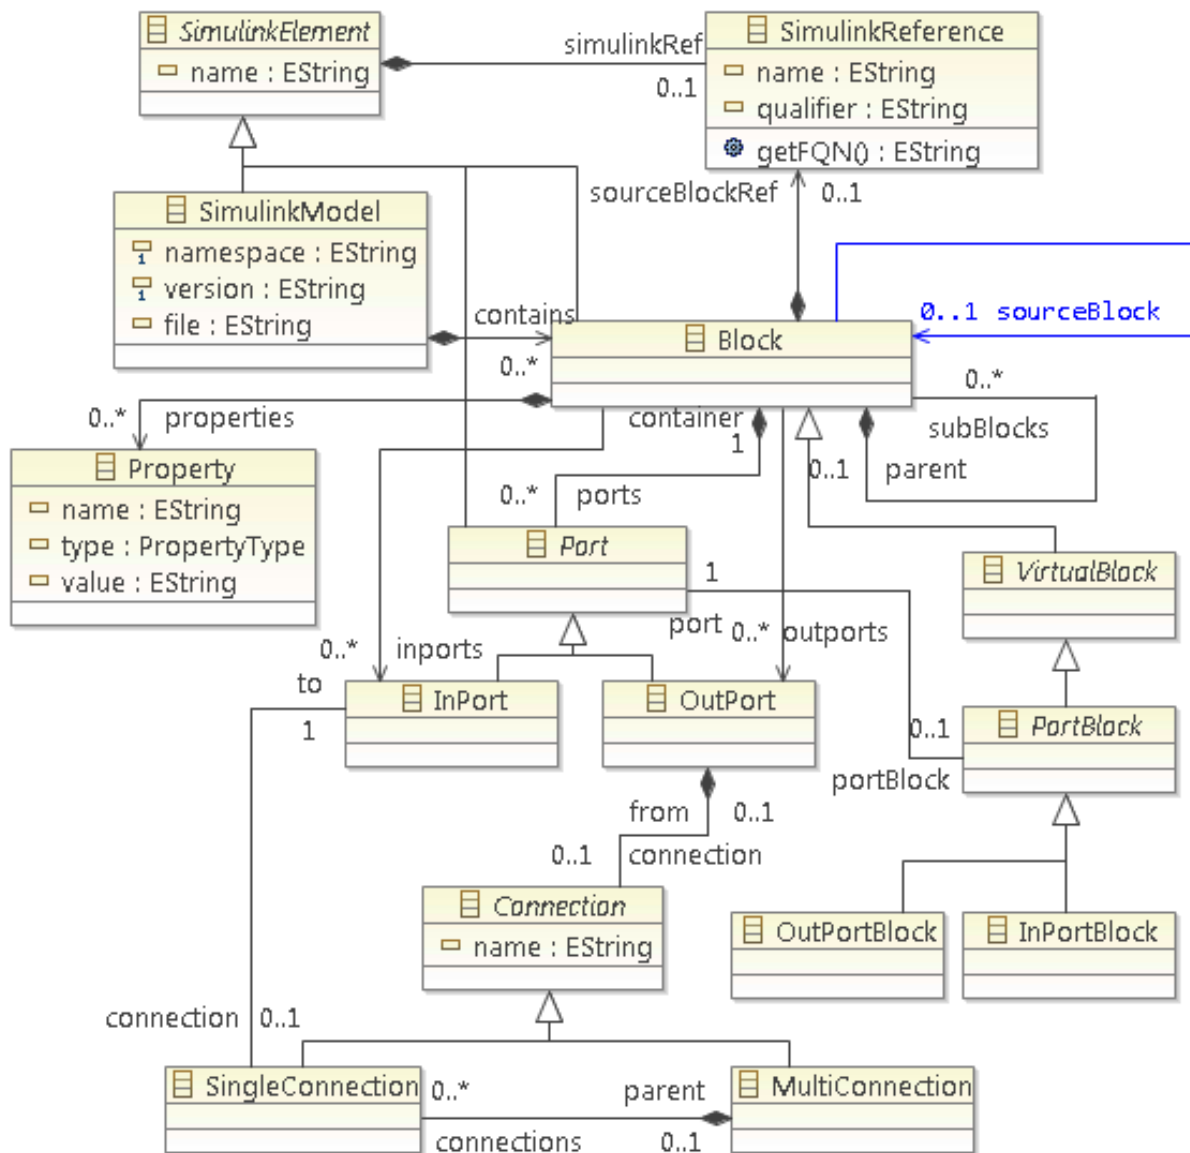 SimulinkElement
name : EString
simulinkRef
0..1
SimulinkReference
name : EString
qualifier : EString
getFQN() : EString
sourceBlockRef
0..1
SimulinkModel
namespace : EString
version : EString
file : EString
contains
0..*
Block
0..1 sourceBlock
0..*
subBlocks
0..1
parent
0..*
properties
container
1
Property
name : EString
type : PropertyType
value : EString
0..*
ports
Port
1
port
VirtualBlock
0..*
inports
0..*
outports
to
1
InPort
OutPort
PortBlock
0..1
portBlock
from
0..1
0..1
connection
Connection
name : EString
OutPortBlock
InPortBlock
connection
0..1
SingleConnection
0..*
connections
parent
0..1
MultiConnection